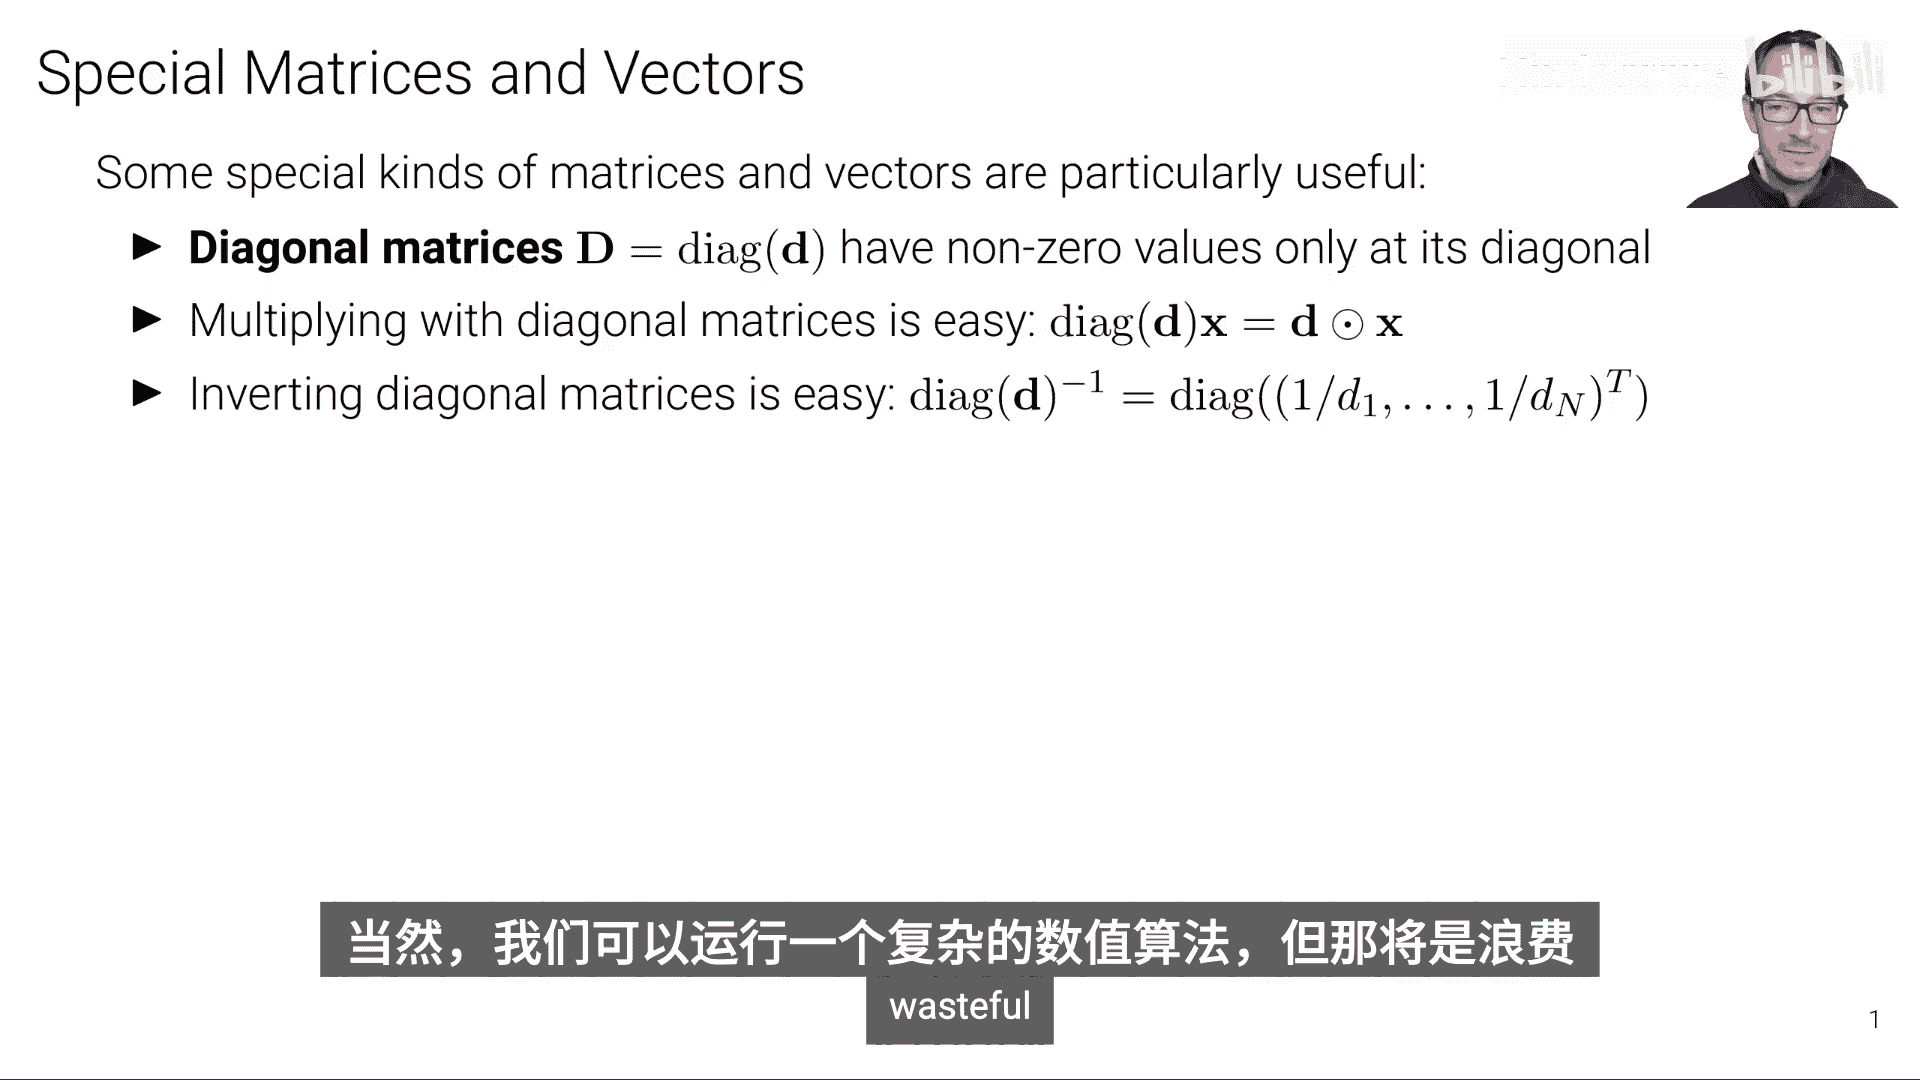 Special Matrices and Vectors
bilibili
Some special kinds of matrices and vectors are particularly useful:
▶ Diagonal matrices D = diag(d) have non-zero values only at its diagonal
▶ Multiplying with diagonal matrices is easy: diag(d)x = d ⊙ x
▶ Inverting diagonal matrices is easy: diag(d)⁻¹ = diag((1/d₁, . . . , 1/d_N)ᵀ)
当然，我们可以运行一个复杂的数值算法，但那将是浪费
wasteful
1